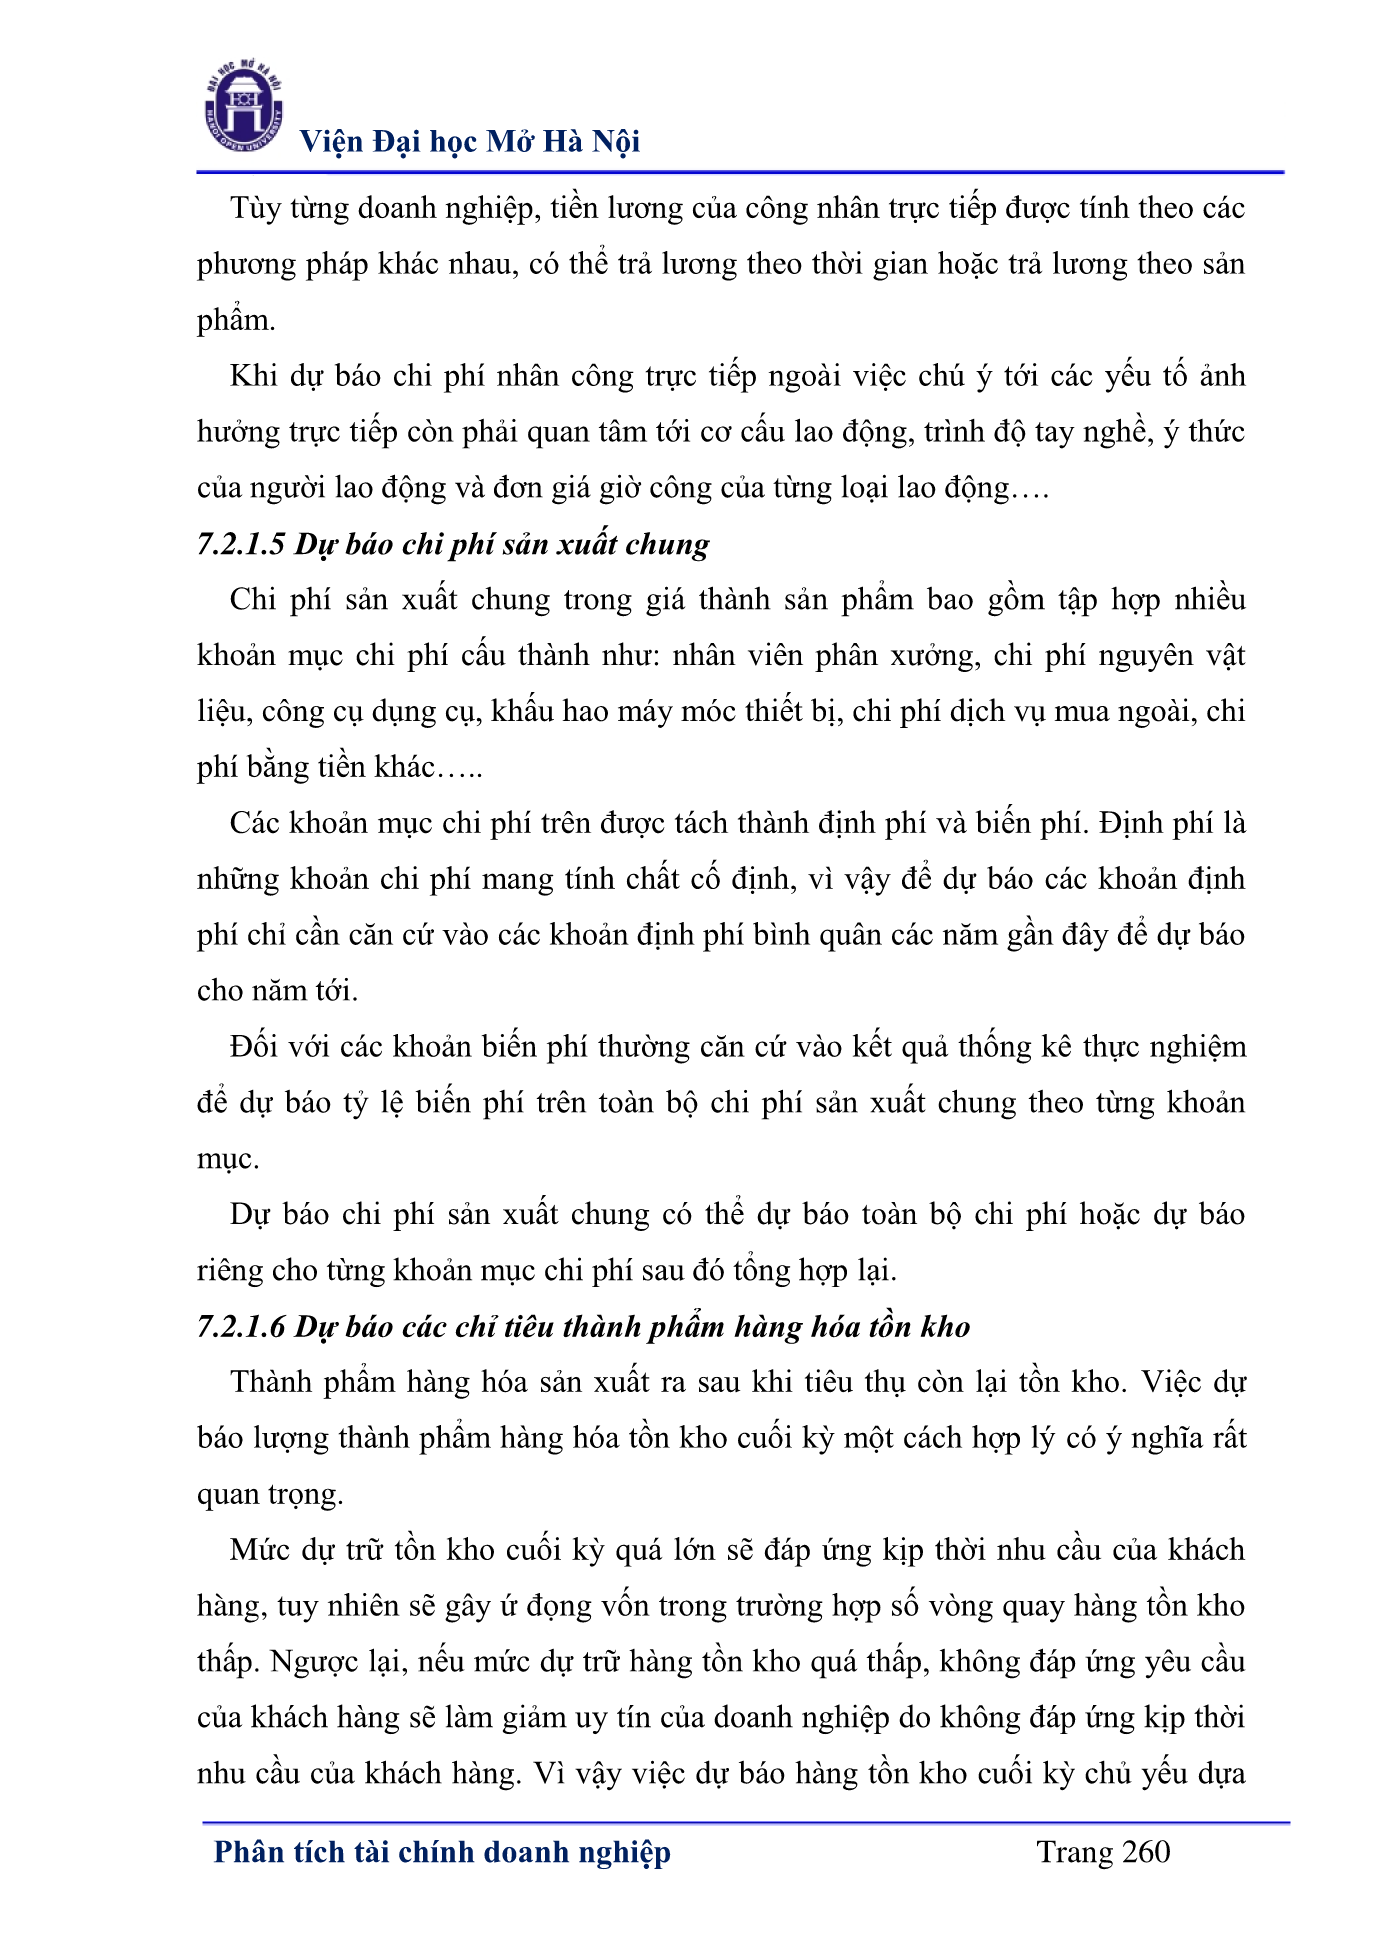 ĐẠI HỌC MỞ HÀ NỘI
HANOI OPEN UNIVERSITY
Viện Đại học Mở Hà Nội
Tùy từng doanh nghiệp, tiền lương của công nhân trực tiếp được tính theo các
phương pháp khác nhau, có thể trả lương theo thời gian hoặc trả lương theo sản
phẩm.
Khi dự báo chi phí nhân công trực tiếp ngoài việc chú ý tới các yếu tố ảnh
hưởng trực tiếp còn phải quan tâm tới cơ cấu lao động, trình độ tay nghề, ý thức
của người lao động và đơn giá giờ công của từng loại lao động….
7.2.1.5 Dự báo chi phí sản xuất chung
Chi phí sản xuất chung trong giá thành sản phẩm bao gồm tập hợp nhiều
khoản mục chi phí cấu thành như: nhân viên phân xưởng, chi phí nguyên vật
liệu, công cụ dụng cụ, khấu hao máy móc thiết bị, chi phí dịch vụ mua ngoài, chi
phí bằng tiền khác…..
Các khoản mục chi phí trên được tách thành định phí và biến phí. Định phí là
những khoản chi phí mang tính chất cố định, vì vậy để dự báo các khoản định
phí chỉ cần căn cứ vào các khoản định phí bình quân các năm gần đây để dự báo
cho năm tới.
Đối với các khoản biến phí thường căn cứ vào kết quả thống kê thực nghiệm
để dự báo tỷ lệ biến phí trên toàn bộ chi phí sản xuất chung theo từng khoản
mục.
Dự báo chi phí sản xuất chung có thể dự báo toàn bộ chi phí hoặc dự báo
riêng cho từng khoản mục chi phí sau đó tổng hợp lại.
7.2.1.6 Dự báo các chỉ tiêu thành phẩm hàng hóa tồn kho
Thành phẩm hàng hóa sản xuất ra sau khi tiêu thụ còn lại tồn kho. Việc dự
báo lượng thành phẩm hàng hóa tồn kho cuối kỳ một cách hợp lý có ý nghĩa rất
quan trọng.
Mức dự trữ tồn kho cuối kỳ quá lớn sẽ đáp ứng kịp thời nhu cầu của khách
hàng, tuy nhiên sẽ gây ứ đọng vốn trong trường hợp số vòng quay hàng tồn kho
thấp. Ngược lại, nếu mức dự trữ hàng tồn kho quá thấp, không đáp ứng yêu cầu
của khách hàng sẽ làm giảm uy tín của doanh nghiệp do không đáp ứng kịp thời
nhu cầu của khách hàng. Vì vậy việc dự báo hàng tồn kho cuối kỳ chủ yếu dựa
Phân tích tài chính doanh nghiệp Trang 260